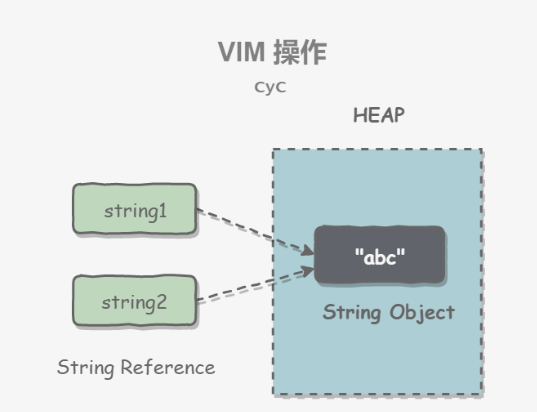 VIM 操作
CyC
HEAP
string1
"abc"
string2
String Object
String Reference